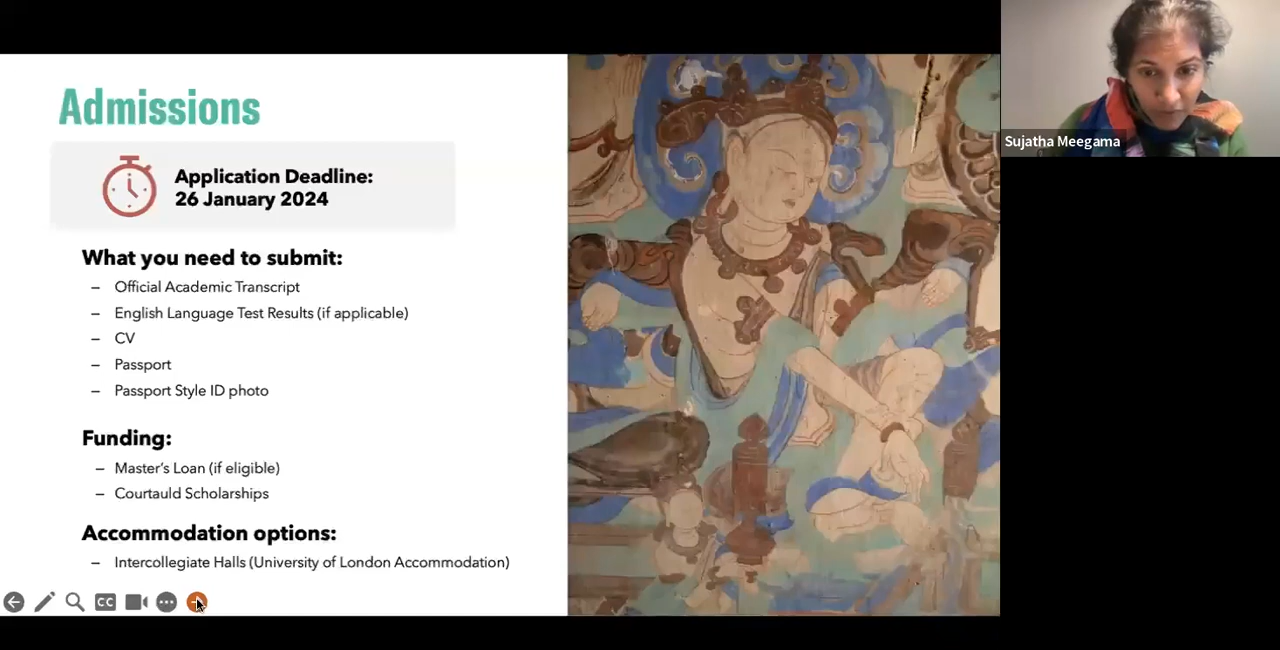 Admissions
Application Deadline:
26 January 2024
What you need to submit:
– Official Academic Transcript
– English Language Test Results (if applicable)
– CV
– Passport
– Passport Style ID photo
Funding:
– Master's Loan (if eligible)
– Courtauld Scholarships
Accommodation options:
– Intercollegiate Halls (University of London Accommodation)
CC
Sujatha Meegama